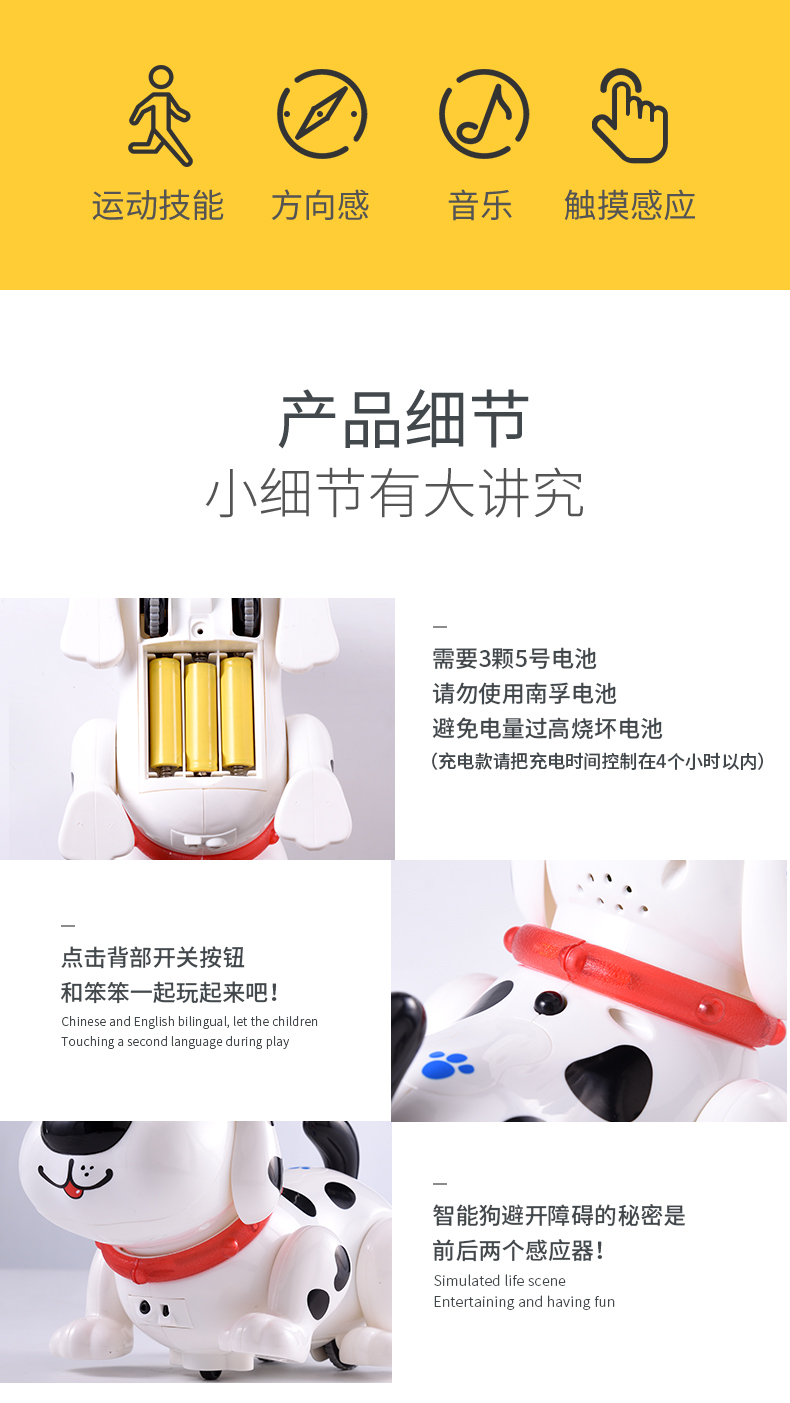 运动技能
方向感
音乐
触摸感应
产品细节
小细节有大讲究
需要3颗5号电池
请勿使用南孚电池
避免电量过高烧坏电池
（充电款请把充电时间控制在4个小时以内）
点击背部开关按钮
和笨笨一起玩起来吧！
Chinese and English bilingual, let the children
Touching a second language during play
智能狗避开障碍的秘密是
前后两个感应器！
Simulated life scene
Entertaining and having fun